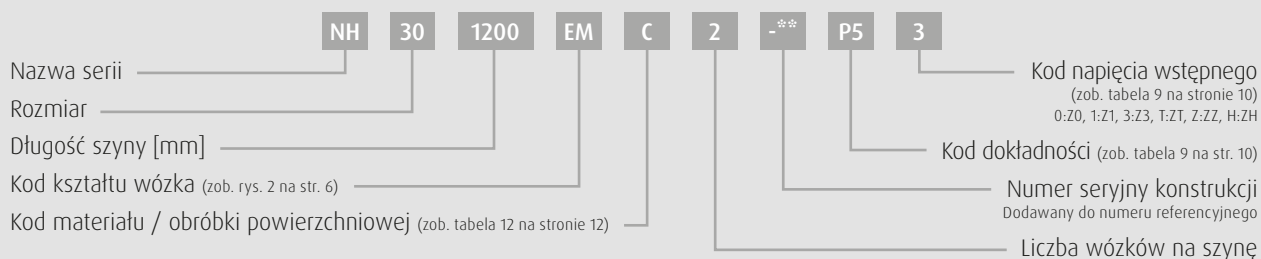 NH 30 1200 EM C 2 -** P5 3
Nazwa serii
Rozmiar
Długość szyny [mm]
Kod kształtu wózka (zob. rys. 2 na str. 6)
Kod materiału / obróbki powierzchniowej (zob. tabela 12 na stronie 12)
Kod napięcia wstępnego
(zob. tabela 9 na stronie 10)
0:Z0, 1:Z1, 3:Z3, T:ZT, Z:ZZ, H:ZH
Kod dokładności (zob. tabela 9 na str. 10)
Numer seryjny konstrukcji
Dodawany do numeru referencyjnego
Liczba wózków na szynę